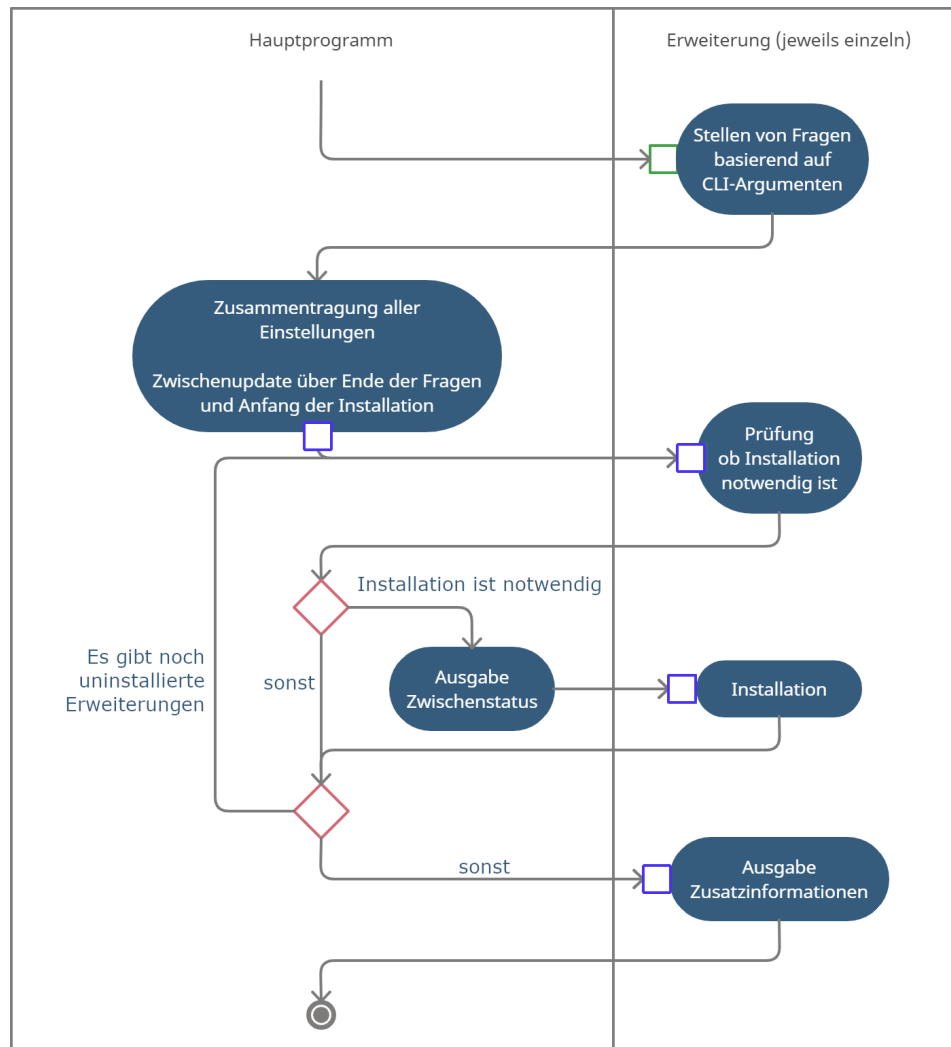 Hauptprogramm
Erweiterung (jeweils einzeln)
Stellen von Fragen
basierend auf
CLI-Argumenten
Zusammentragung aller
Einstellungen
Zwischenupdate über Ende der Fragen
und Anfang der Installation
Prüfung
ob Installation
notwendig ist
Installation ist notwendig
Es gibt noch
uninstallierte
Erweiterungen
sonst
Ausgabe
Zwischenstatus
Installation
sonst
Ausgabe
Zusatzinformationen